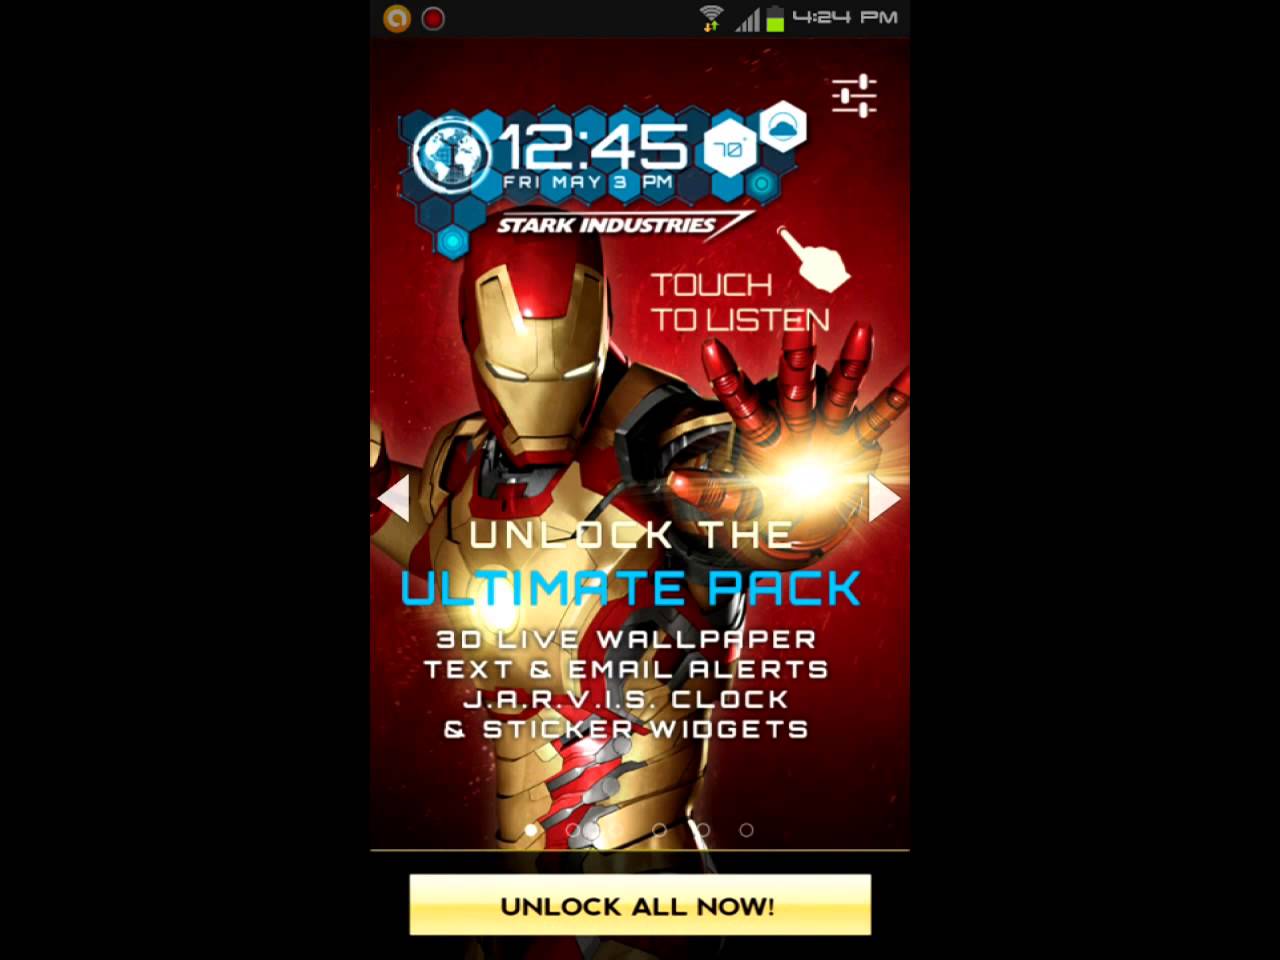 4:24 PM
12:45
70°
FRI MAY 3 PM
STARK INDUSTRIES
TOUCH
TO LISTEN
UNLOCK THE
ULTIMATE PACK
3D LIVE WALLPAPER
TEXT & EMAIL ALERTS
J.A.R.V.I.S. CLOCK
& STICKER WIDGETS
UNLOCK ALL NOW!